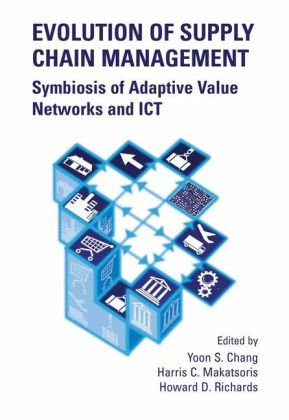 EVOLUTION OF SUPPLY
CHAIN MANAGEMENT
Symbiosis of Adaptive Value
Networks and ICT
Edited by
Yoon S. Chang
Harris C. Makatsoris
Howard D. Richards